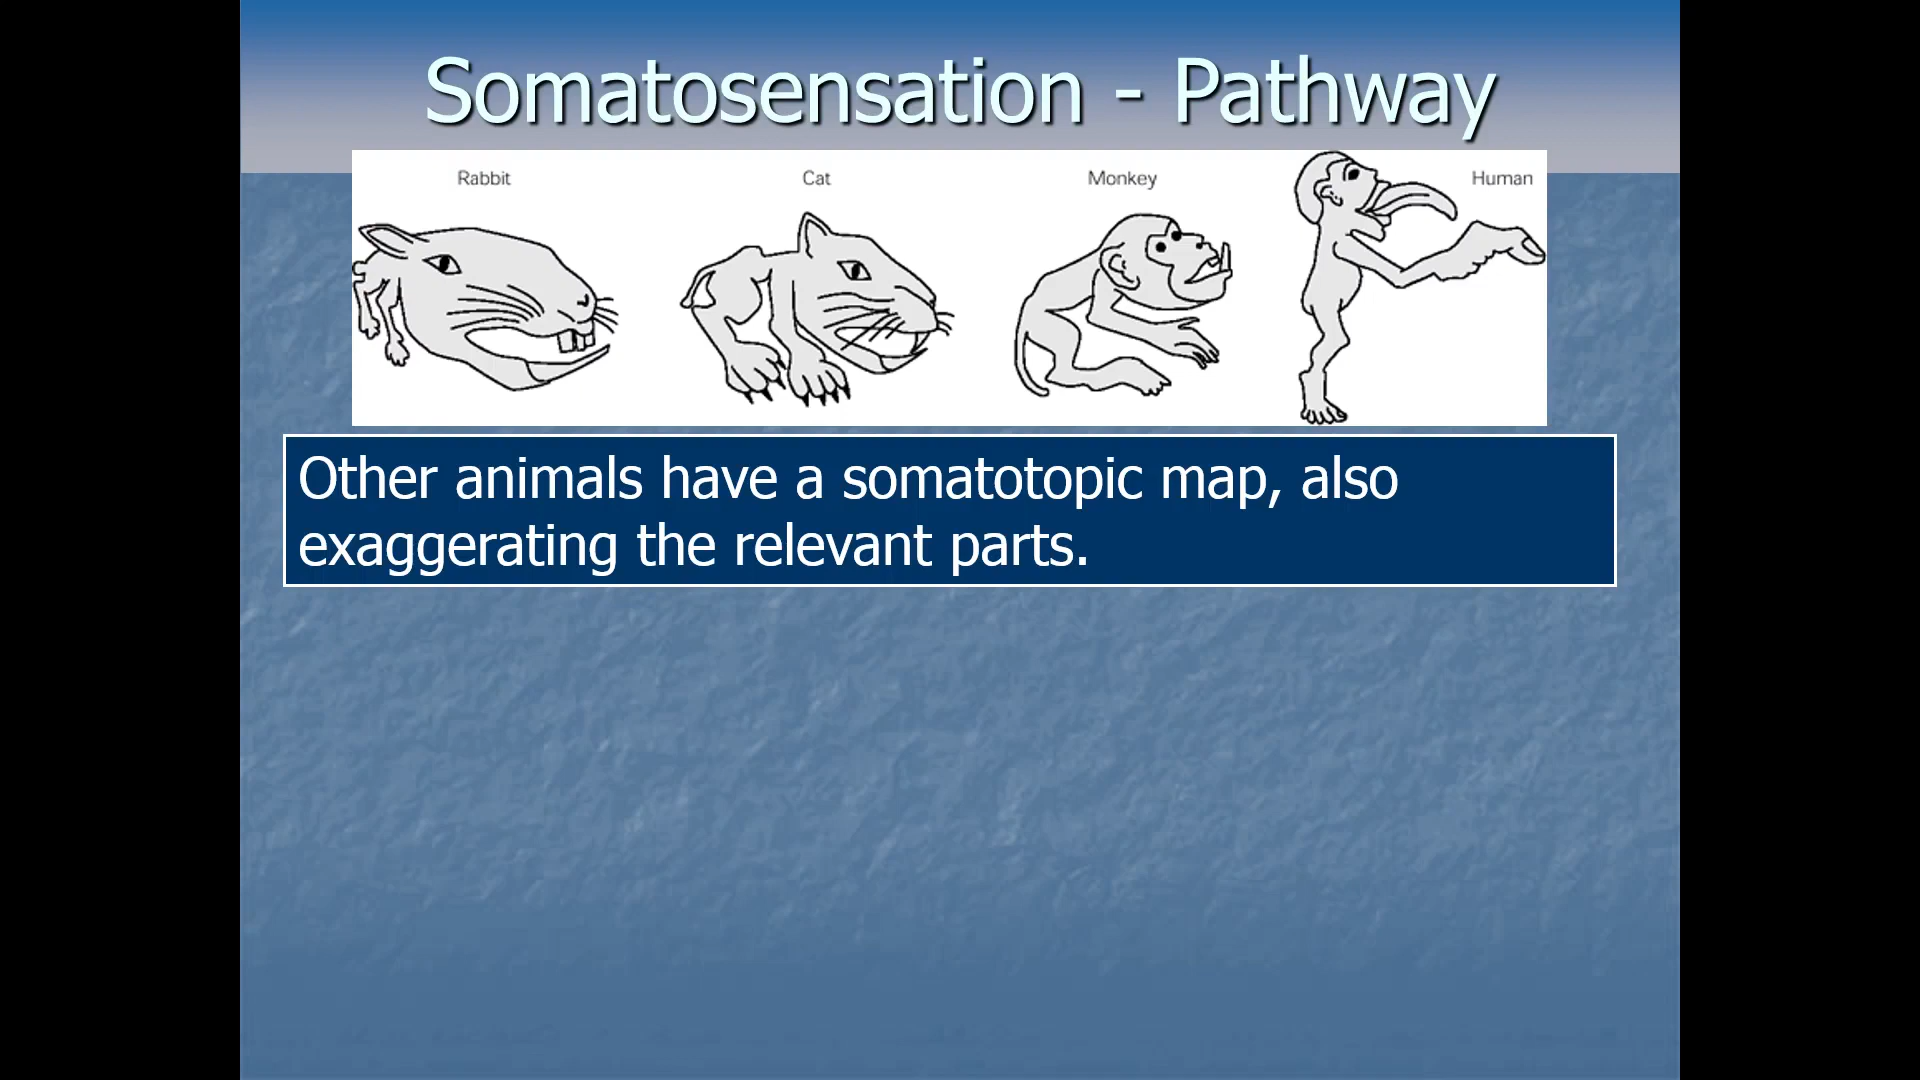 Somatosensation - Pathway
Rabbit
Cat
Monkey
Human
Other animals have a somatotopic map, also
exaggerating the relevant parts.